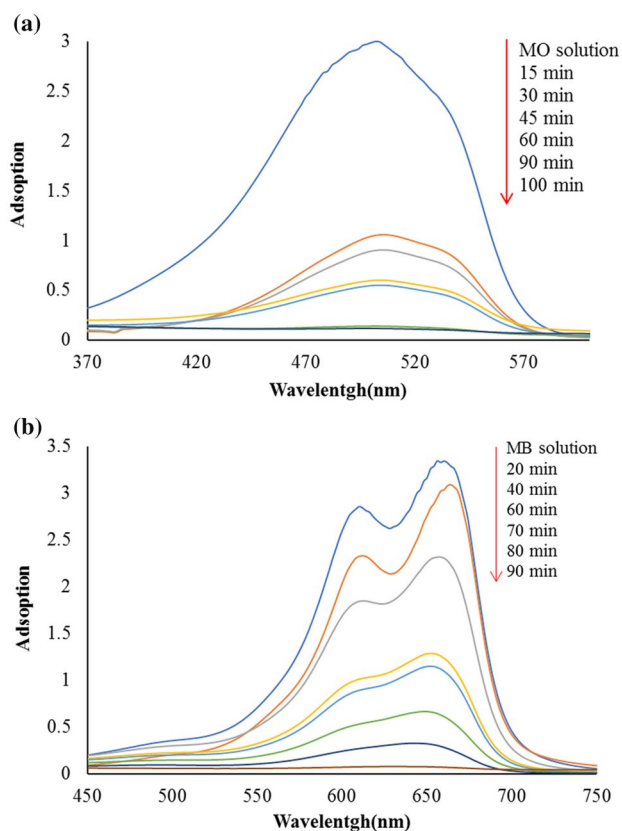 (a)
3
2.5
2
1.5
1
0.5
0
Adsoption
370 420 470 520 570
Wavelentgh(nm)
MO solution
15 min
30 min
45 min
60 min
90 min
100 min
(b)
3.5
3
2.5
2
1.5
1
0.5
0
Adsoption
450 500 550 600 650 700 750
Wavelentgh(nm)
MB solution
20 min
40 min
60 min
70 min
80 min
90 min